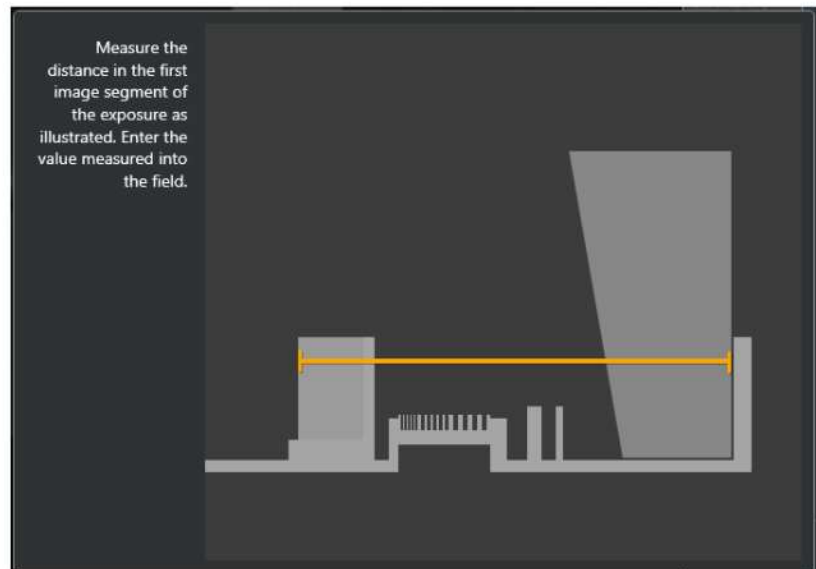 Measure the
distance in the first
image segment of
the exposure as
illustrated. Enter the
value measured into
the field.